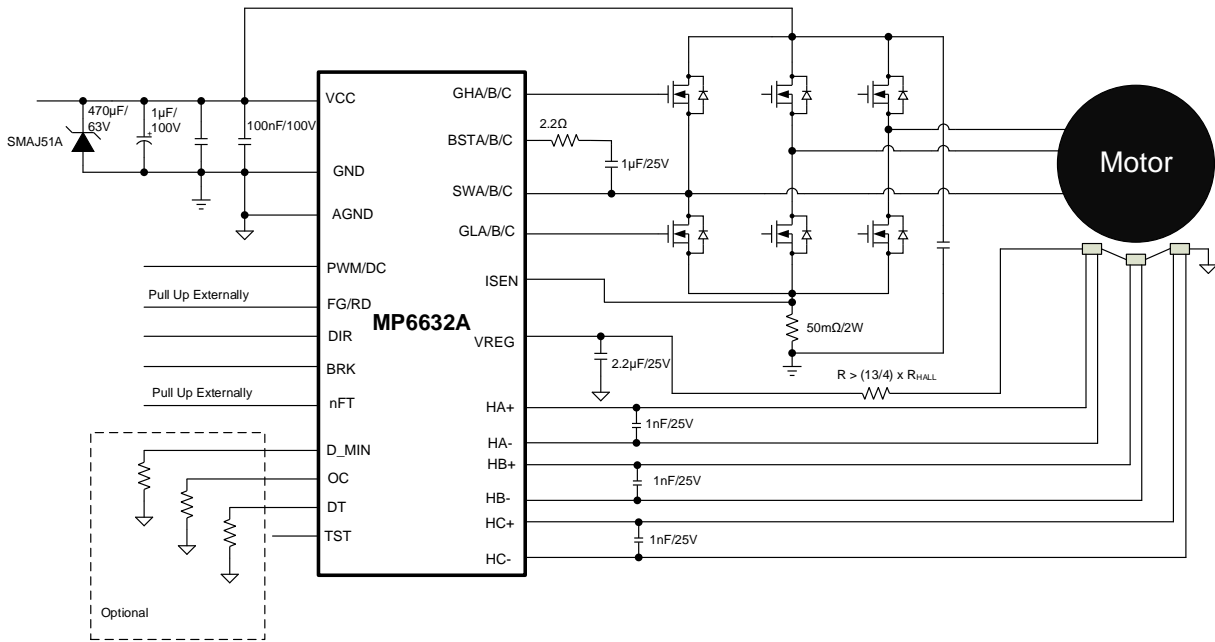 470µF/
63V
1µF/
100V
SMAJ51A
100nF/100V
VCC
GND
AGND
PWM/DC
Pull Up Externally
FG/RD
DIR
BRK
Pull Up Externally
nFT
D_MIN
OC
DT
TST
Optional
MP6632A
GHA/B/C
BSTA/B/C
SWA/B/C
GLA/B/C
ISEN
VREG
HA+
HA-
HB+
HB-
HC+
HC-
2.2Ω
1µF/25V
50mΩ/2W
2.2µF/25V
R > (13/4) x RHALL
1nF/25V
1nF/25V
1nF/25V
Motor
+